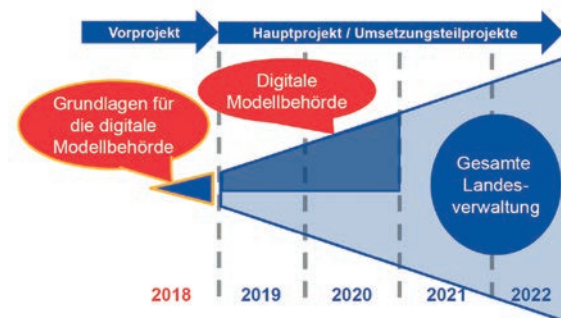 Vorprojekt
Hauptprojekt / Umsetzungsteilprojekte
Grundlagen für
die digitale
Modellbehörde
Digitale
Modellbehörde
Gesamte
Landes-
verwaltung
2018
2019
2020
2021
2022